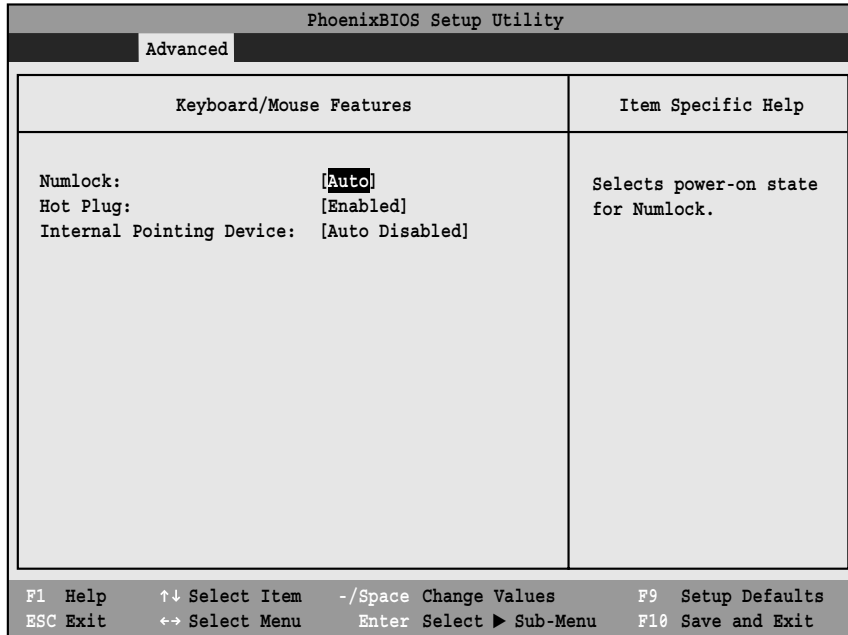 PhoenixBIOS Setup Utility
Advanced
Keyboard/Mouse Features
Item Specific Help
Numlock: [Auto]
Hot Plug: [Enabled]
Internal Pointing Device: [Auto Disabled]
Selects power-on state
for Numlock.
F1 Help ↑↓ Select Item -/Space Change Values F9 Setup Defaults
ESC Exit ←→ Select Menu Enter Select ▶ Sub-Menu F10 Save and Exit